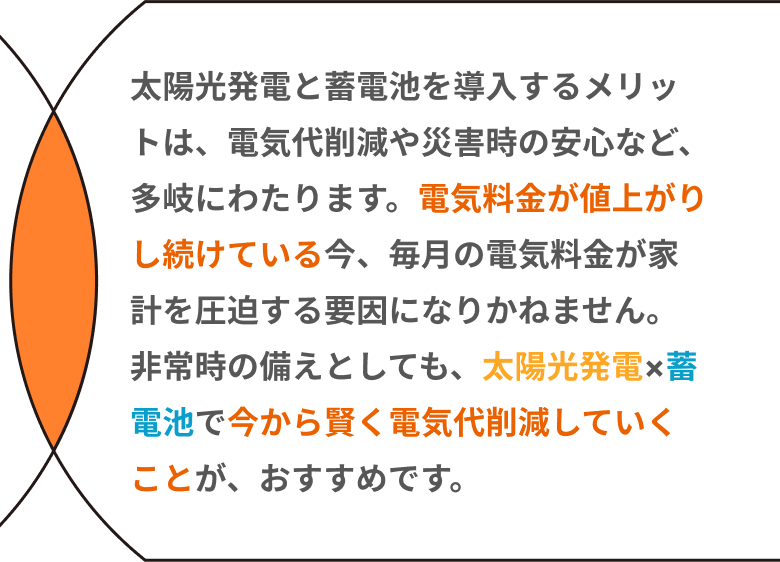 太陽光発電と蓄電池を導入するメリッ
トは、電気代削減や災害時の安心など、
多岐にわたります。電気料金が値上がり
し続けている今、毎月の電気料金が家
計を圧迫する要因になりかねません。
非常時の備えとしても、太陽光発電×蓄
電池で今から賢く電気代削減していく
ことが、おすすめです。